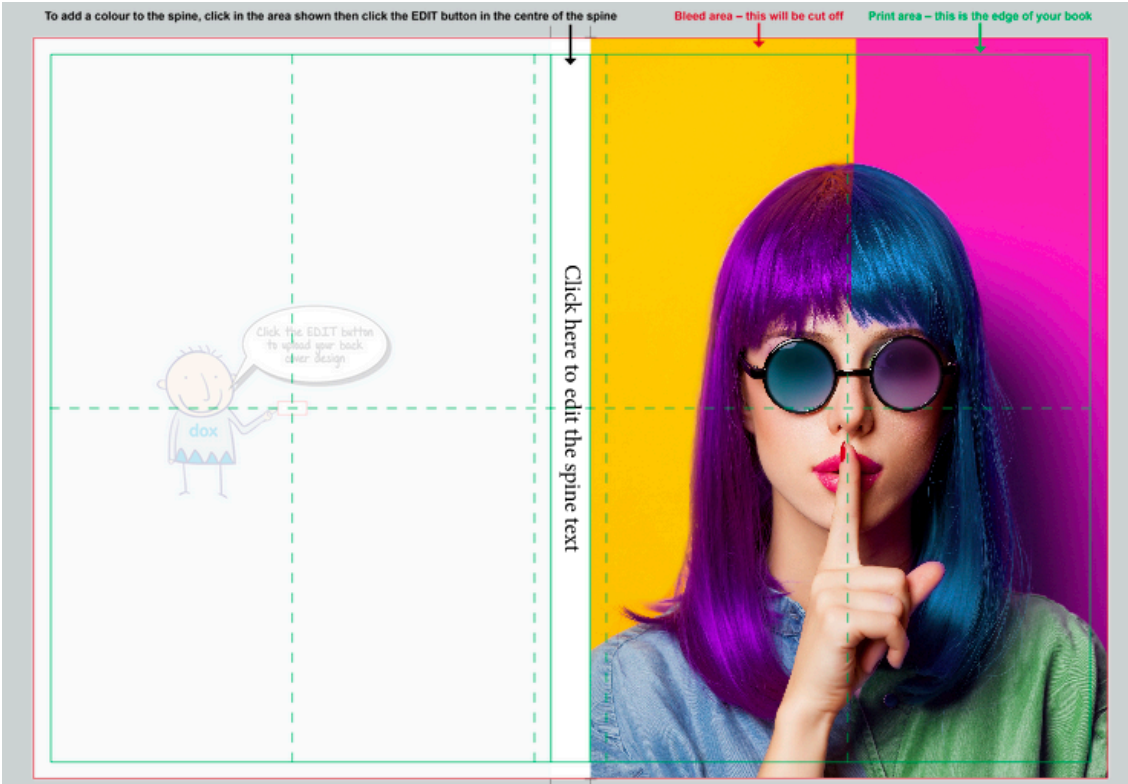 To add a colour to the spine, click in the area shown then click the EDIT button in the centre of the spine
Bleed area – this will be cut off
Print area – this is the edge of your book
Click the EDIT button
to upload your back
cover design
dox
Click here to edit the spine text